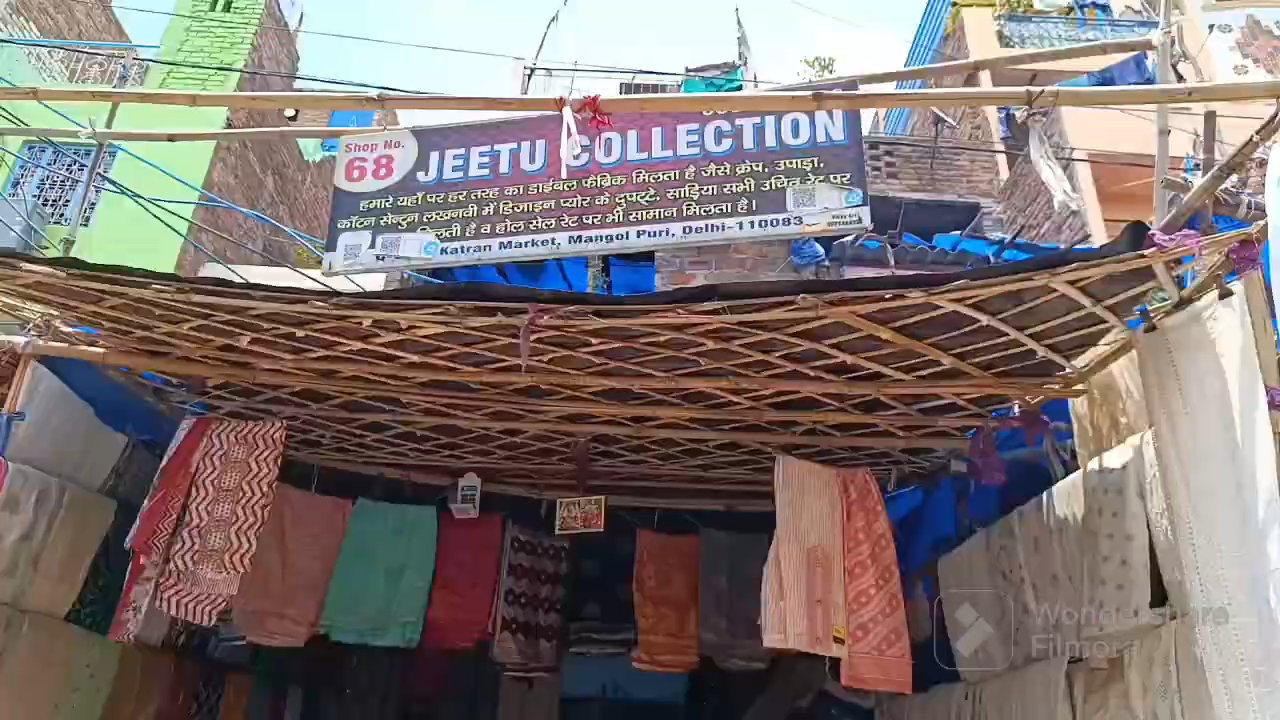 Shop No.
68
JEETU COLLECTION
हमारे यहाँ पर हर तरह का डाईबल फैब्रिक मिलता है जैसे क्रेप, उपाड़ा,
कॉटन सेन्टुन लखनवी में डिजाइन प्योर के दुपट्टे, साड़िया सभी उचित रेट पर
मिलती है व होल सेल रेट पर भी सामान मिलता है।
Katran Market, Mangol Puri, Delhi-110083
Wondershare
Filmora